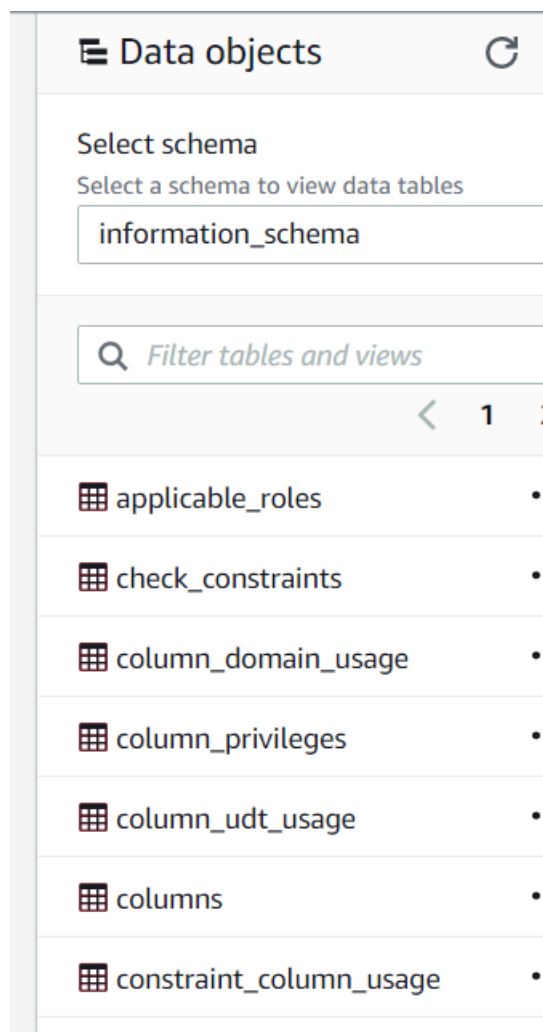 Data objects
Select schema
Select a schema to view data tables
information_schema
Filter tables and views
1
applicable_roles
check_constraints
column_domain_usage
column_privileges
column_udt_usage
columns
constraint_column_usage